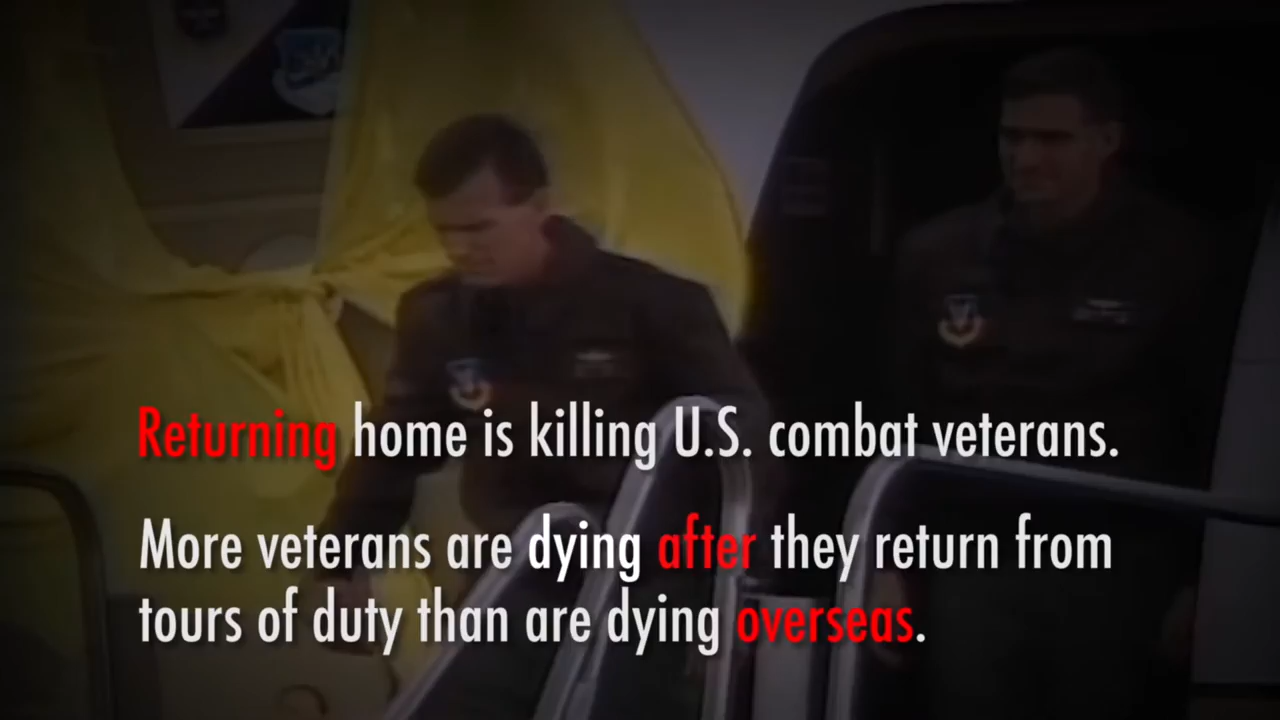 Returning home is killing U.S. combat veterans.
More veterans are dying after they return from
tours of duty than are dying overseas.